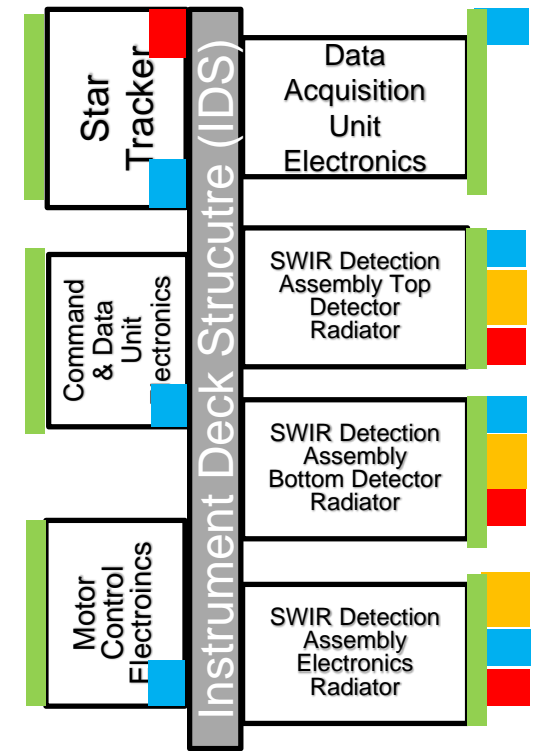 Star
Tracker
Command
& Data
Unit
ectronics
Motor
Control
Electroincs
Instrument Deck Strucutre (IDS)
Data
Acquisition
Unit
Electronics
SWIR Detection
Assembly Top
Detector
Radiator
SWIR Detection
Assembly
Bottom Detector
Radiator
SWIR Detection
Assembly
Electronics
Radiator